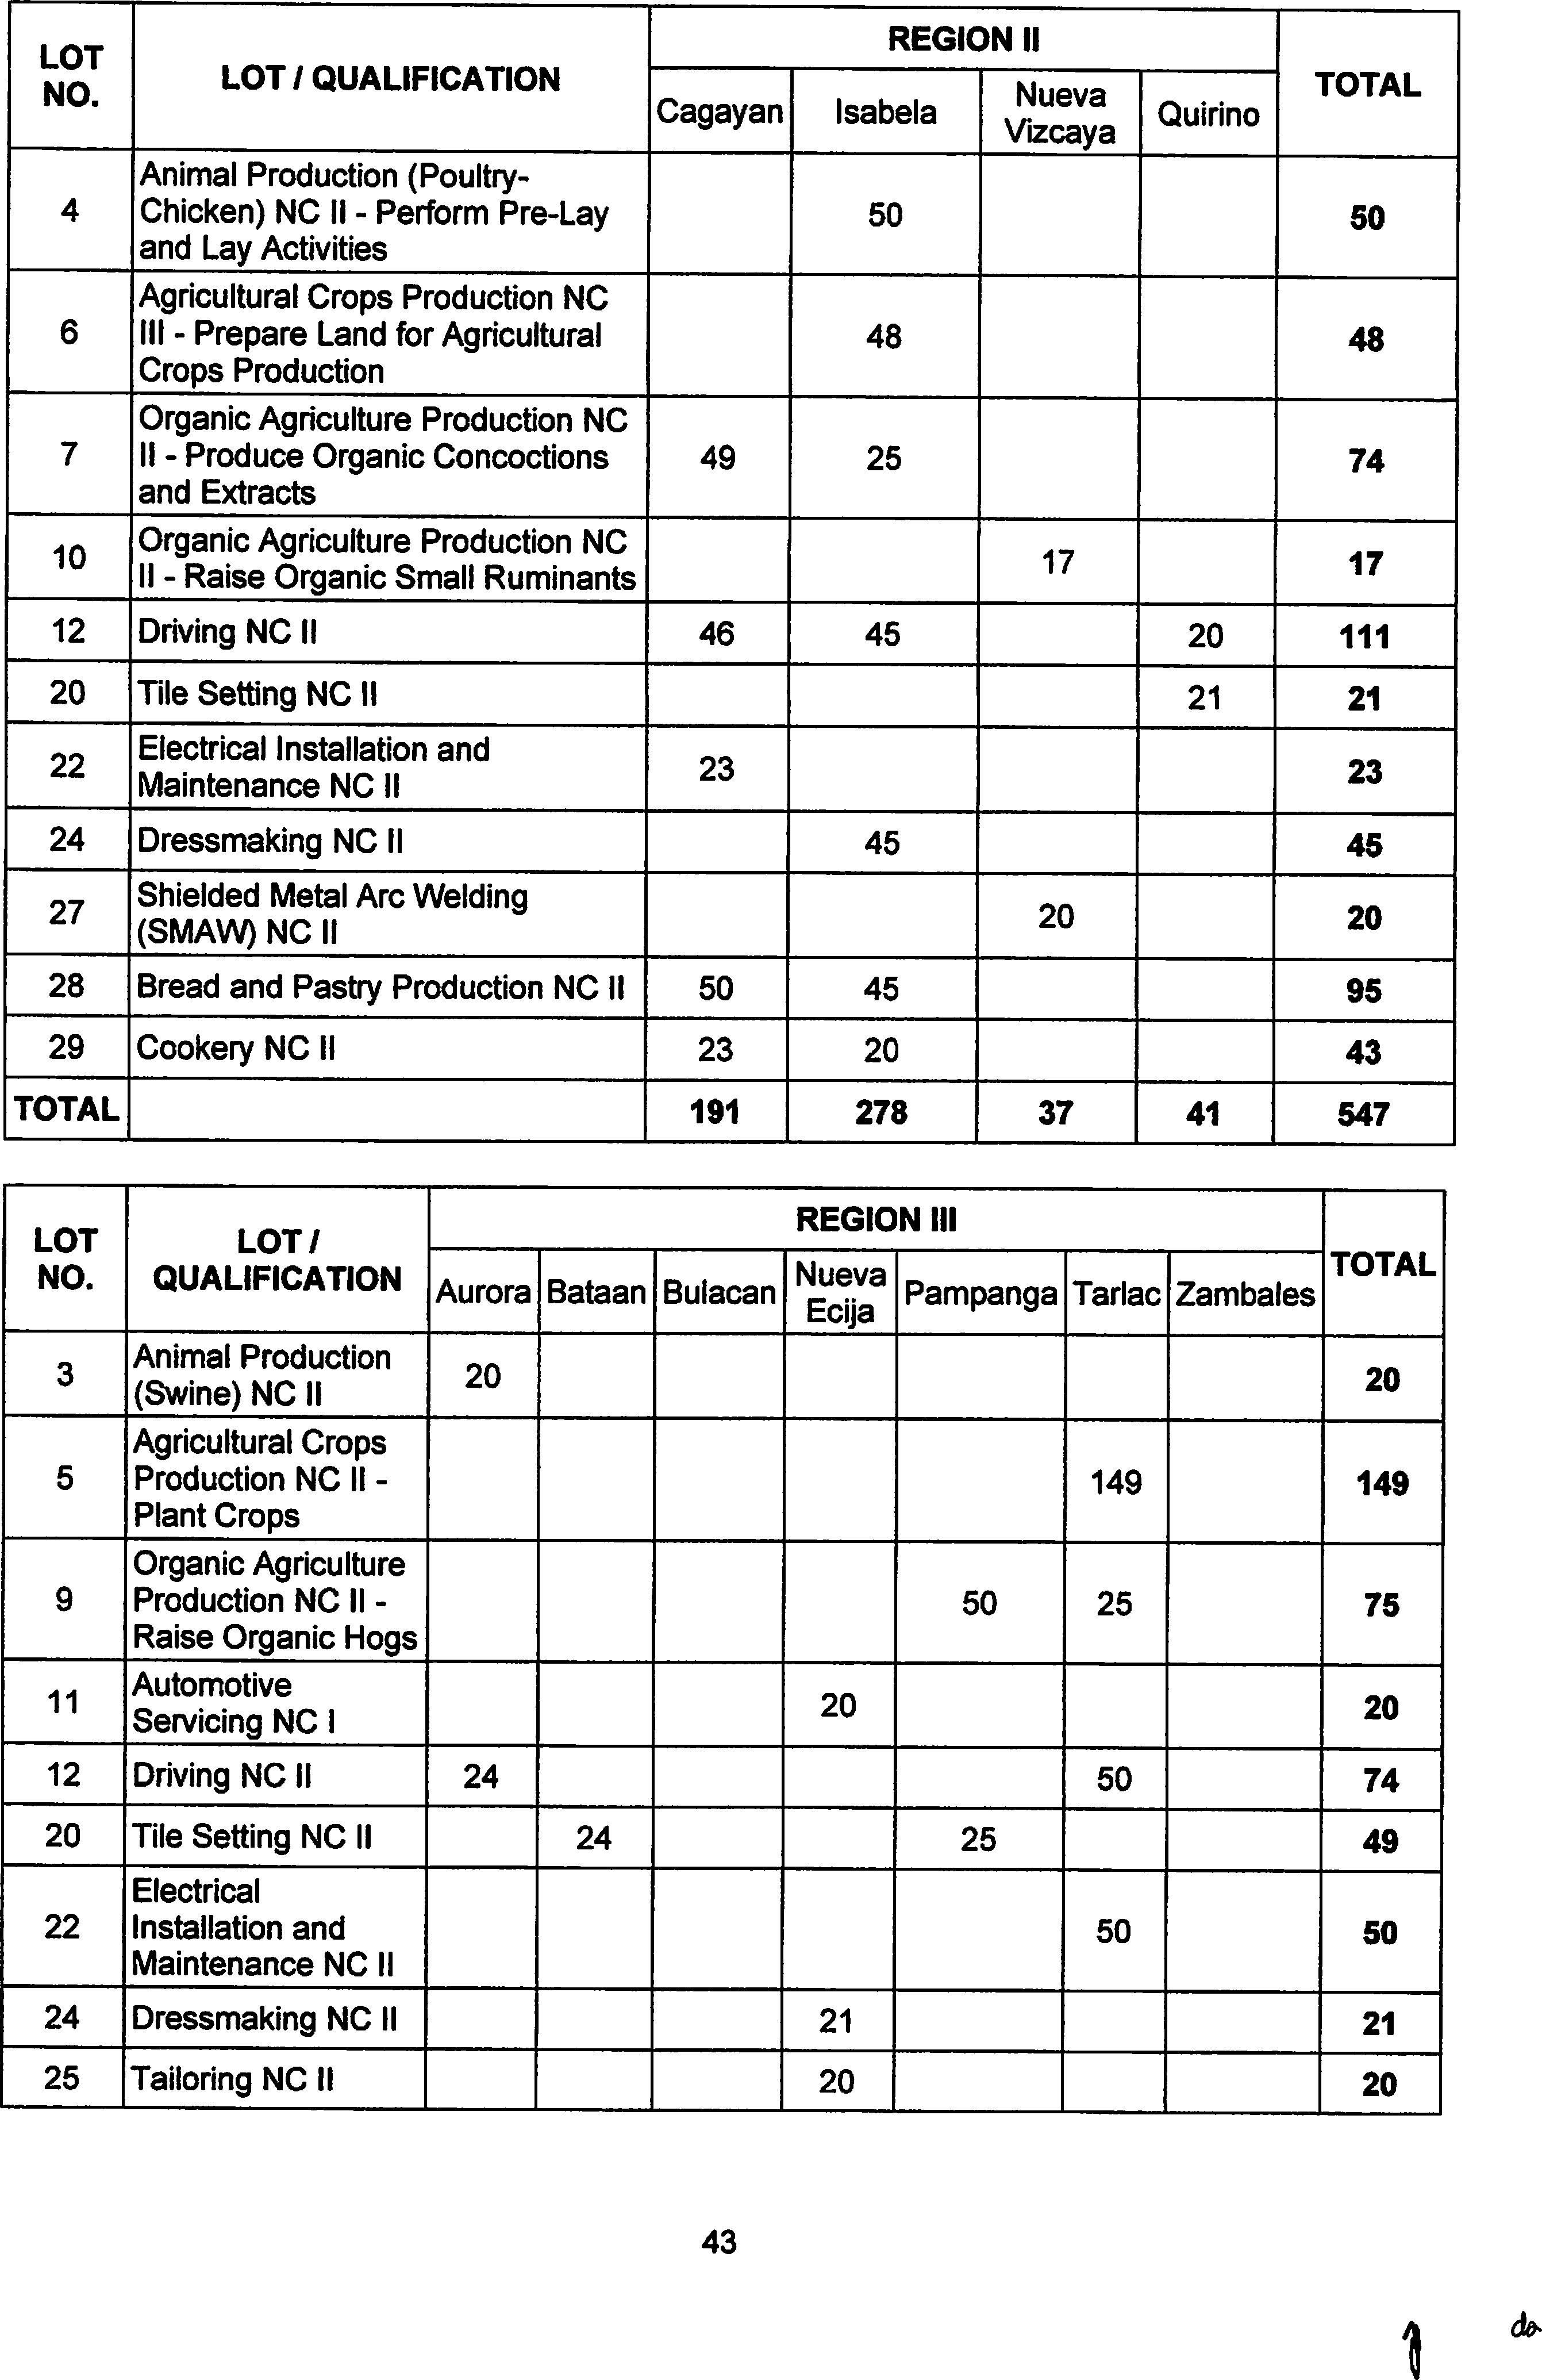 LOT NO. LOT / QUALIFICATION REGION II TOTAL
Cagayan Isabela Nueva Vizcaya Quirino
4 Animal Production (Poultry-
Chicken) NC II - Perform Pre-Lay 50 50
and Lay Activities
6 Agricultural Crops Production NC
III - Prepare Land for Agricultural 48 48
Crops Production
7 Organic Agriculture Production NC
II - Produce Organic Concoctions 49 25 74
and Extracts
10 Organic Agriculture Production NC
II - Raise Organic Small Ruminants 17 17
12 Driving NC II 46 45 20 111
20 Tile Setting NC II 21 21
22 Electrical Installation and
Maintenance NC II 23 23
24 Dressmaking NC II 45 45
27 Shielded Metal Arc Welding
(SMAW) NC II 20 20
28 Bread and Pastry Production NC II 50 45 95
29 Cookery NC II 23 20 43
TOTAL 191 278 37 41 547
LOT NO. LOT / QUALIFICATION REGION III TOTAL
Aurora Bataan Bulacan Nueva Ecija Pampanga Tarlac Zambales
3 Animal Production
(Swine) NC II 20 20
5 Agricultural Crops
Production NC II - 149 149
Plant Crops
9 Organic Agriculture
Production NC II - 50 25 75
Raise Organic Hogs
11 Automotive
Servicing NC I 20 20
12 Driving NC II 24 50 74
20 Tile Setting NC II 24 25 49
22 Electrical
Installation and 50 50
Maintenance NC II
24 Dressmaking NC II 21 21
25 Tailoring NC II 20 20
43